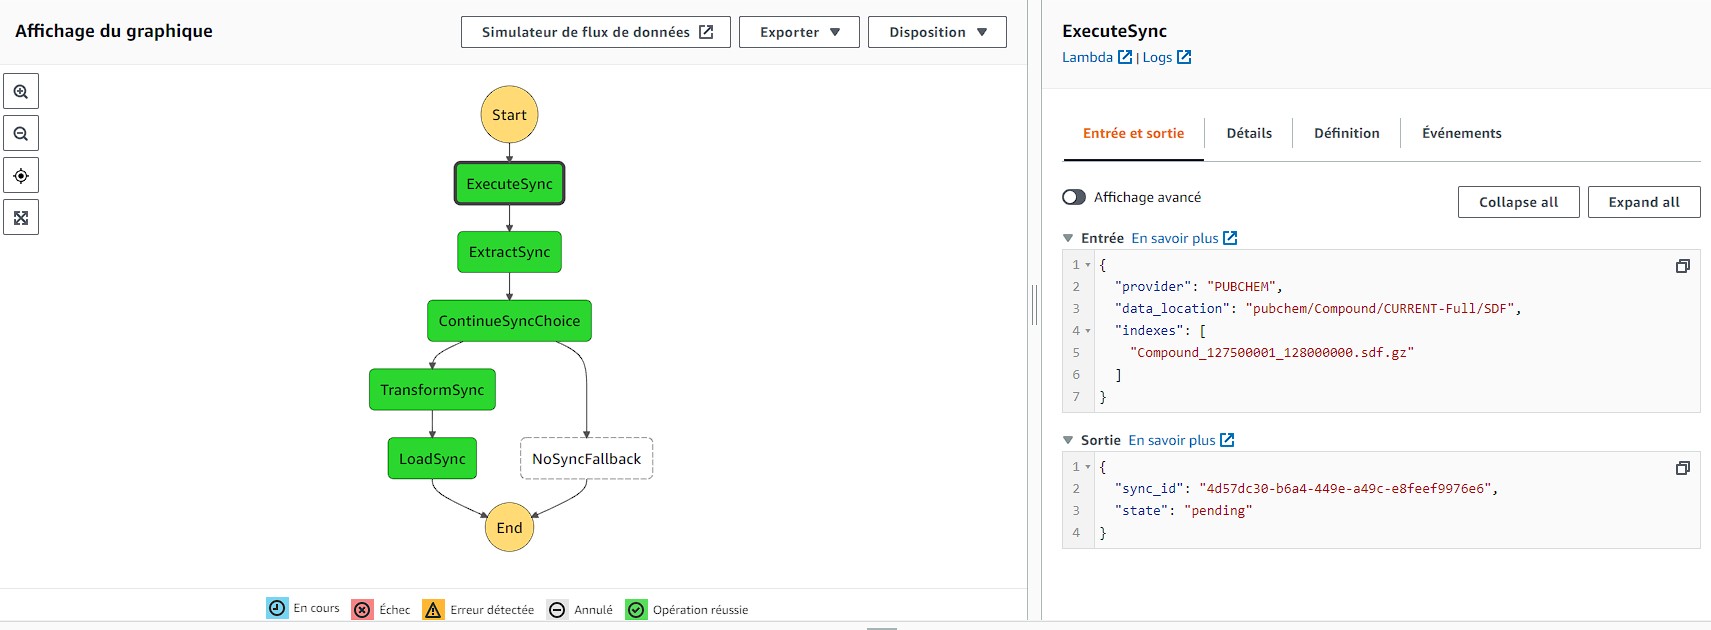 Affichage du graphique
Simulateur de flux de données
Exporter
Disposition
Start
ExecuteSync
ExtractSync
ContinueSyncChoice
TransformSync
LoadSync
NoSyncFallback
End
En cours
Échec
Erreur détectée
Annulé
Opération réussie
ExecuteSync
Lambda | Logs
Entrée et sortie
Détails
Définition
Événements
Affichage avancé
Collapse all
Expand all
Entrée En savoir plus
1 {
2 "provider": "PUBCHEM",
3 "data_location": "pubchem/Compound/CURRENT-Full/SDF",
4 "indexes": [
5 "Compound_127500001_128000000.sdf.gz"
6 ]
7 }
Sortie En savoir plus
1 {
2 "sync_id": "4d57dc30-b6a4-449e-a49c-e8feef9976e6",
3 "state": "pending"
4 }